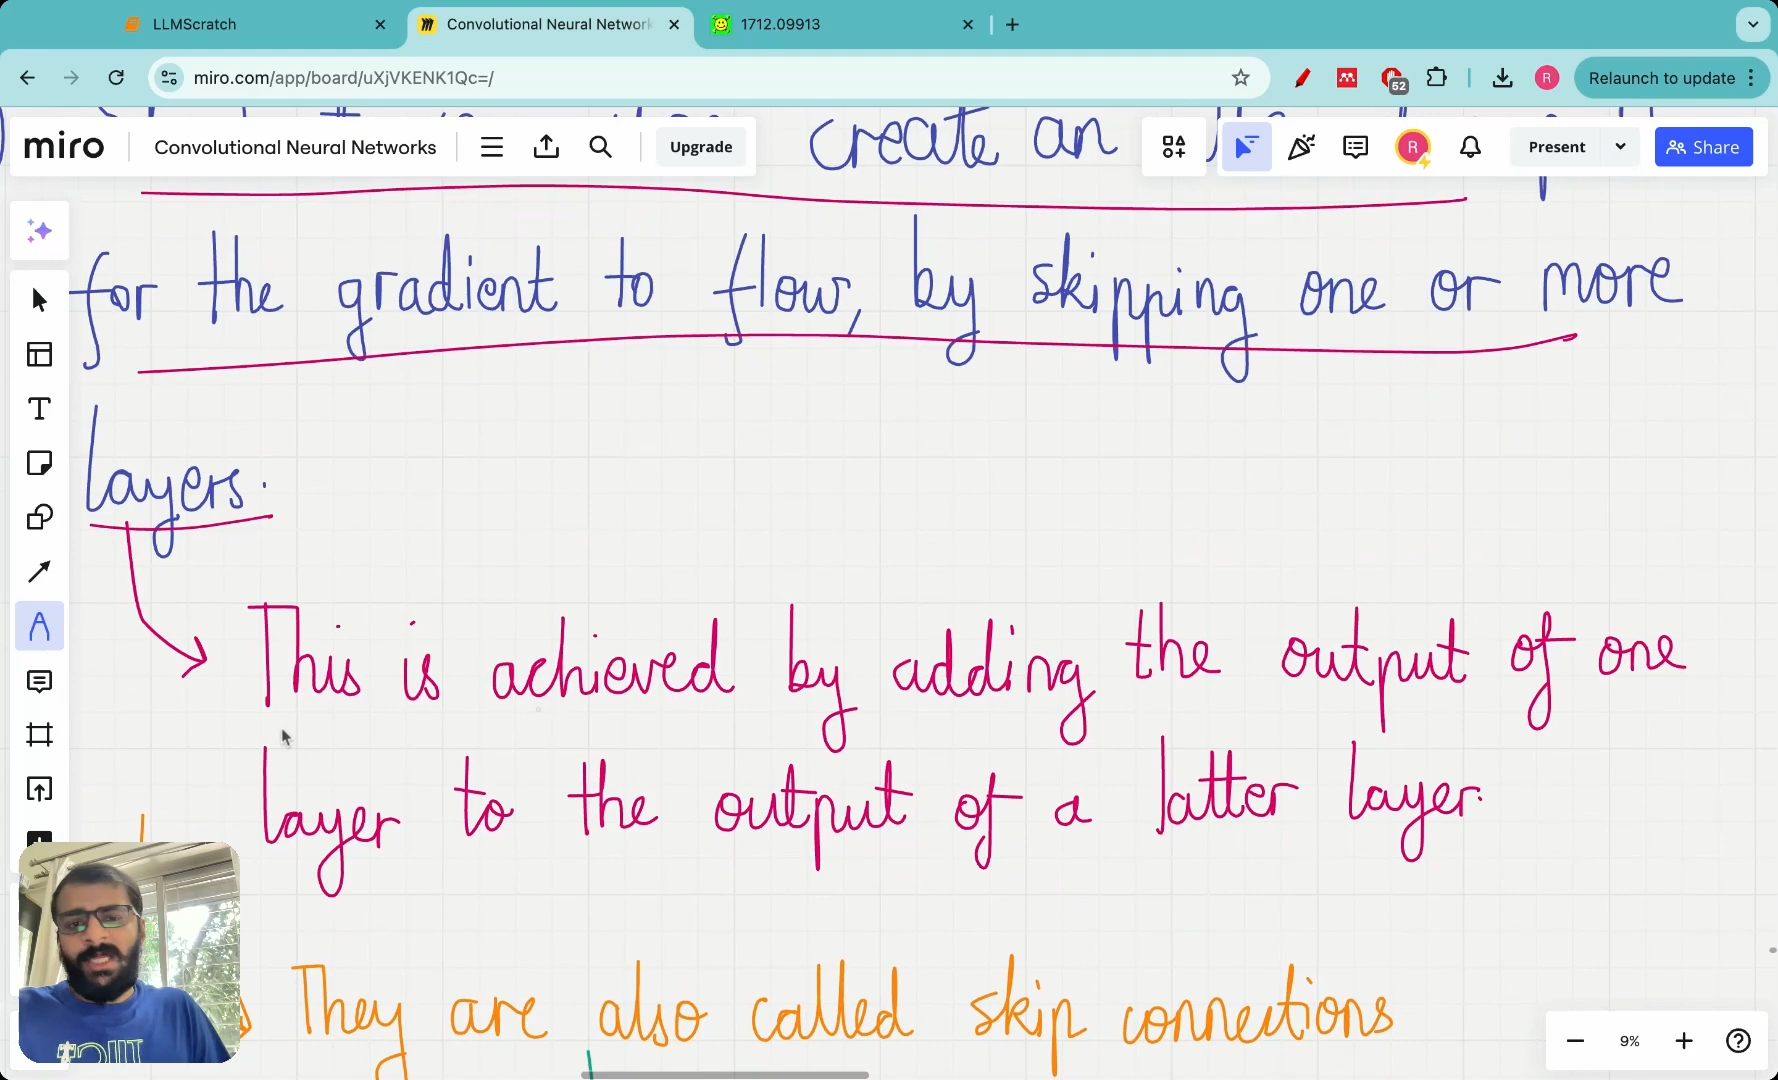 LLMScratch
Convolutional Neural Network
1712.09913
miro.com/app/board/uXjVKENK1Qc=/
52
R
Relaunch to update
miro
Convolutional Neural Networks
Upgrade
create an
R
Present
Share
for the gradient to flow, by skipping one or more
layers.
This is achieved by adding the output of one
layer to the output of a latter layer.
They are also called skip connections
9%